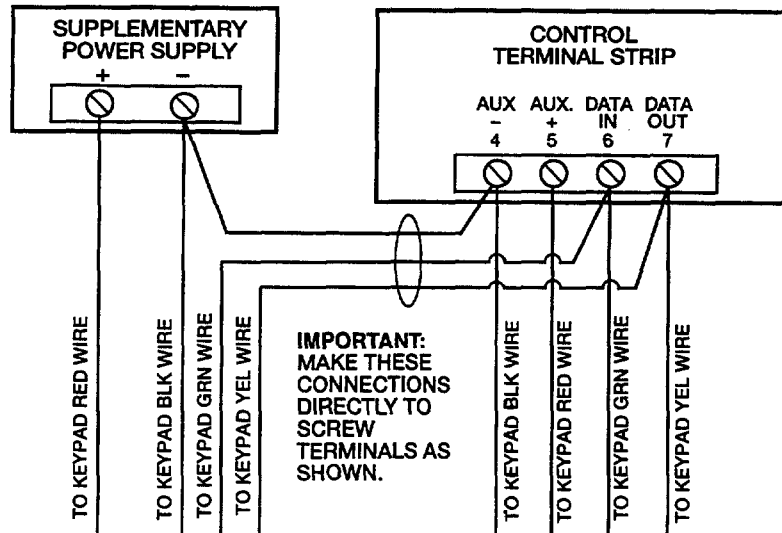 SUPPLEMENTARY
POWER SUPPLY
+ −
CONTROL
TERMINAL STRIP
AUX AUX. DATA DATA
− + IN OUT
4 5 6 7
TO KEYPAD RED WIRE
TO KEYPAD BLK WIRE
TO KEYPAD GRN WIRE
TO KEYPAD YEL WIRE
IMPORTANT:
MAKE THESE
CONNECTIONS
DIRECTLY TO
SCREW
TERMINALS AS
SHOWN.
TO KEYPAD BLK WIRE
TO KEYPAD RED WIRE
TO KEYPAD GRN WIRE
TO KEYPAD YEL WIRE